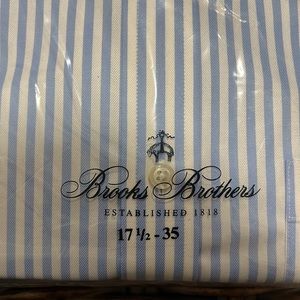 Brooks Brothers
ESTABLISHED 1818
17 1/2 - 35